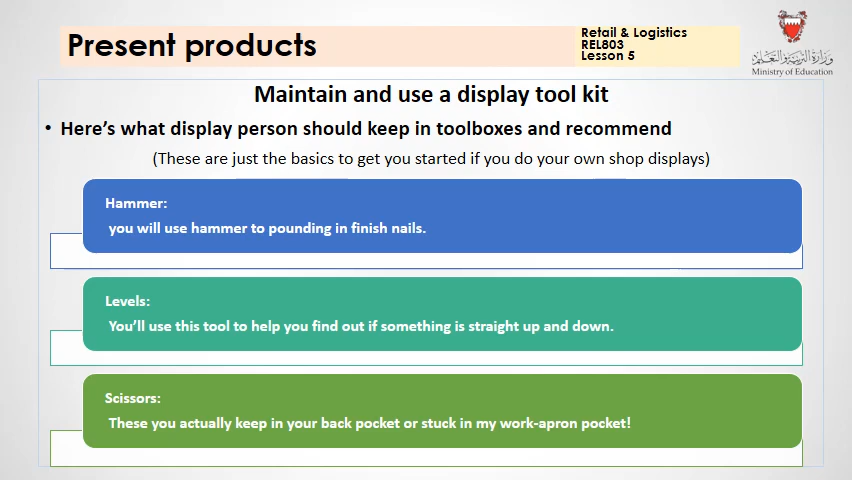 Present products
Retail & Logistics
REL803
Lesson 5
وزارة التربية والتعليم
Ministry of Education
Maintain and use a display tool kit
• Here's what display person should keep in toolboxes and recommend
(These are just the basics to get you started if you do your own shop displays)
Hammer:
you will use hammer to pounding in finish nails.
Levels:
You'll use this tool to help you find out if something is straight up and down.
Scissors:
These you actually keep in your back pocket or stuck in my work-apron pocket!